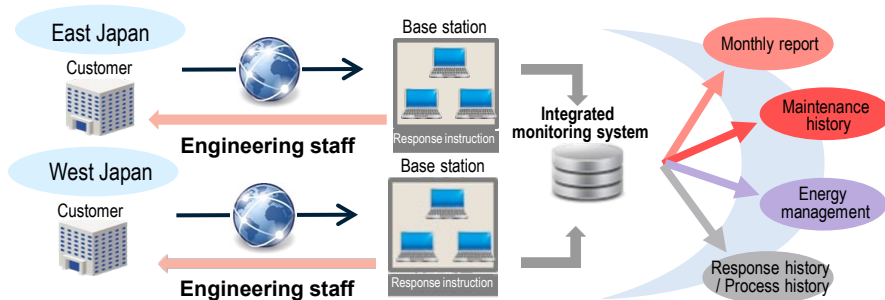 East Japan
Customer
Base station
Response instruction
Engineering staff
West Japan
Customer
Base station
Response instruction
Engineering staff
Integrated
monitoring system
Monthly report
Maintenance
history
Energy
management
Response history
/ Process history